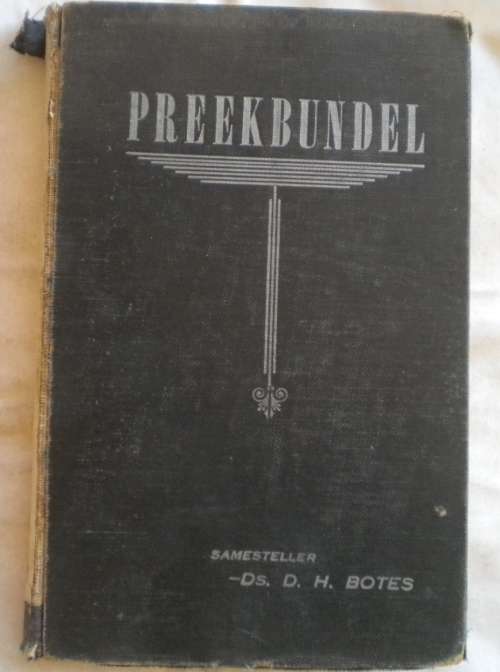 PREEKBUNDEL
SAMESTELLER
—Ds. D. H. BOTES